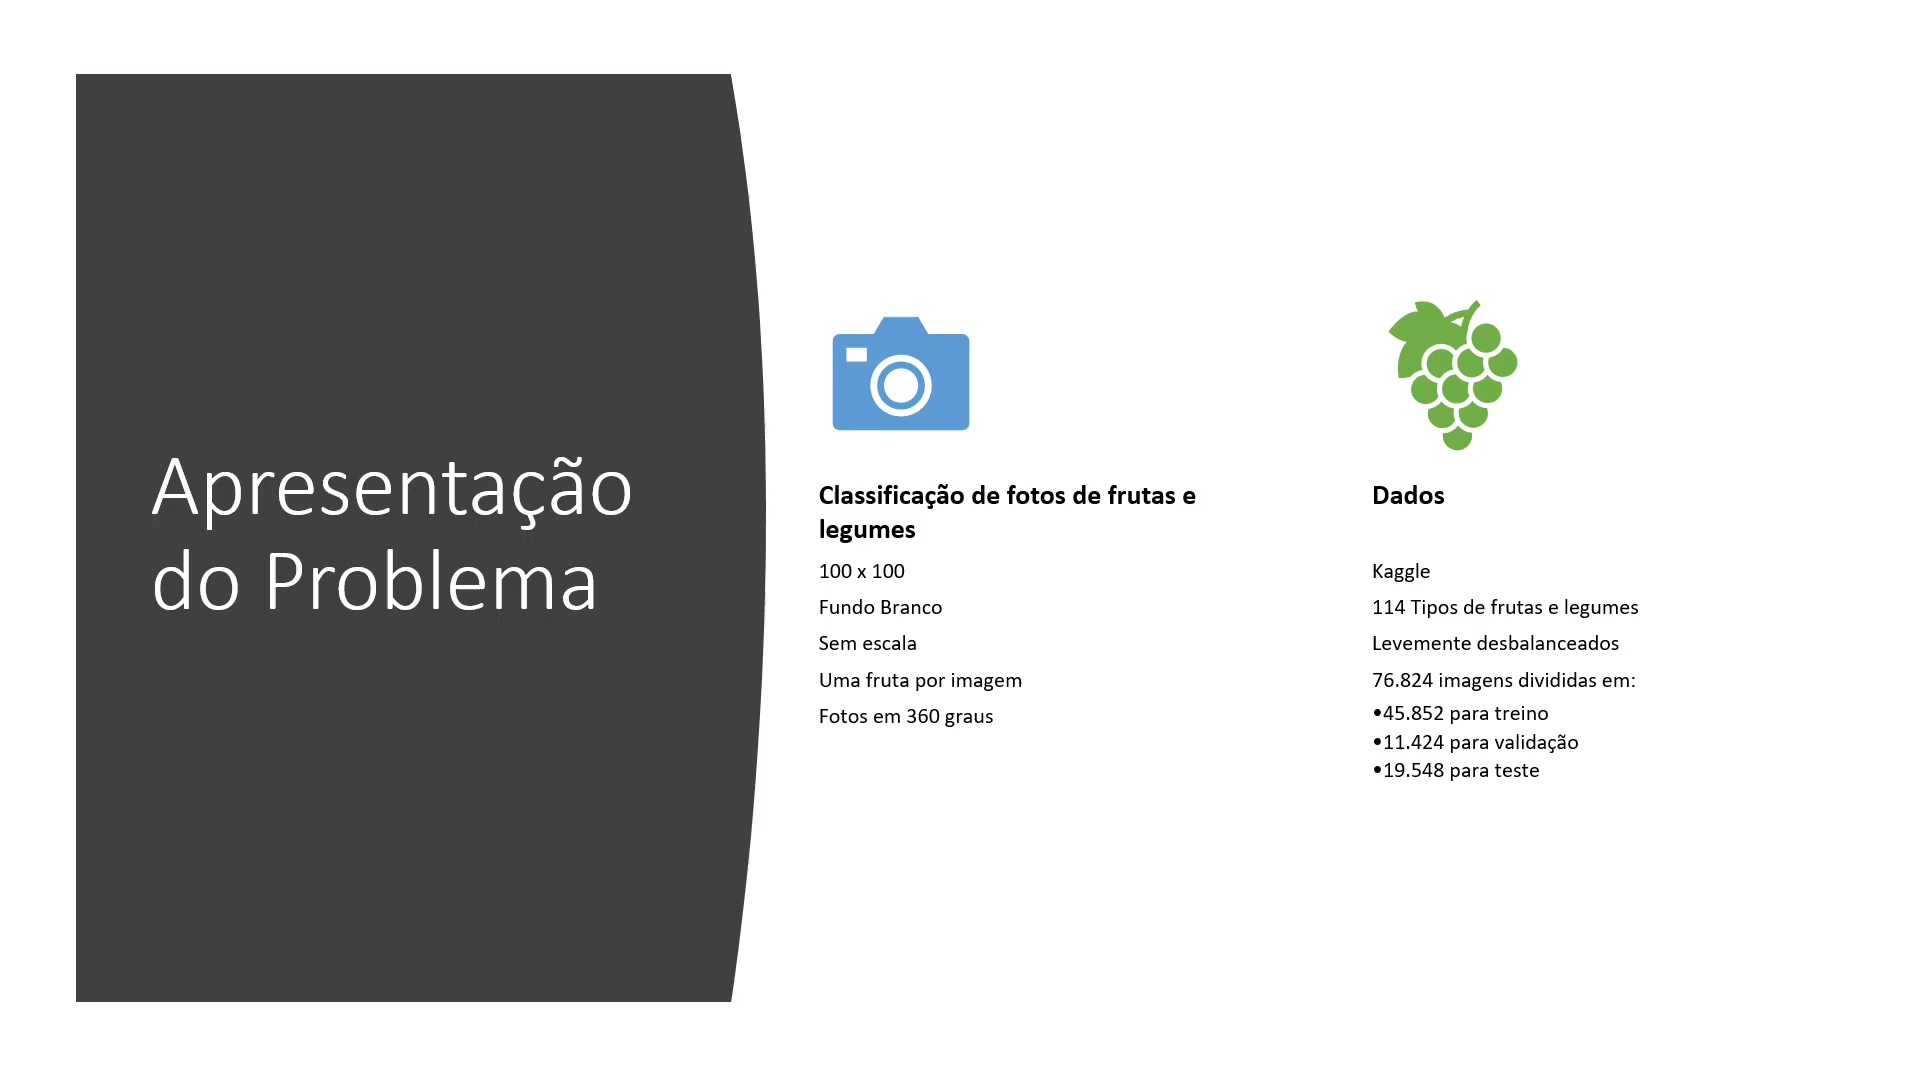 Apresentação
do Problema
Classificação de fotos de frutas e
legumes
100 x 100
Fundo Branco
Sem escala
Uma fruta por imagem
Fotos em 360 graus
Dados
Kaggle
114 Tipos de frutas e legumes
Levemente desbalanceados
76.824 imagens divididas em:
•45.852 para treino
•11.424 para validação
•19.548 para teste